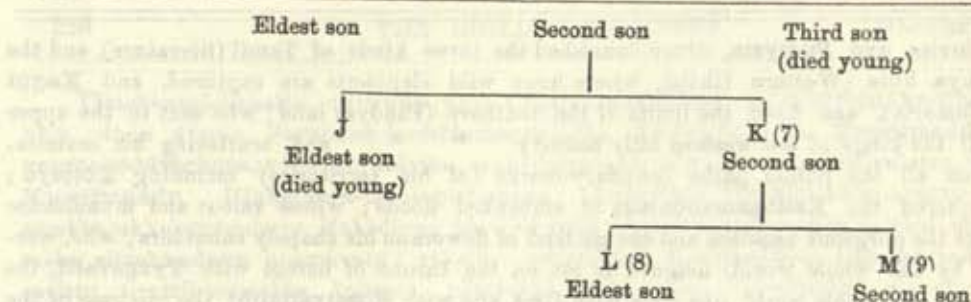 Eldest son Second son Third son
(died young)
J K (7)
Eldest son Second son
(died young)
L (8) M (9)
Eldest son Second son